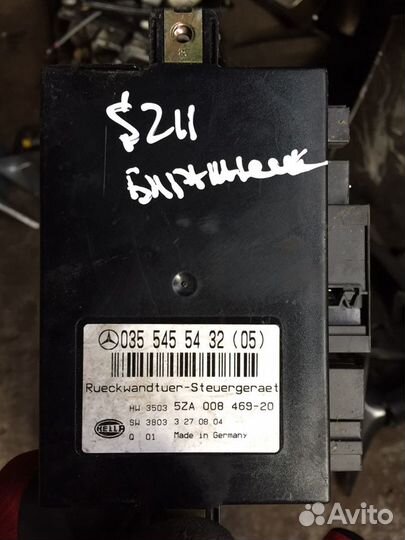 S211
035 545 54 32 (05)
Rueckwandtuer-Steuergeraet
HW 3503 5ZA 008 469-20
SW 3803 3 27 08 04
HELLA Q 01 Made in Germany
Avito